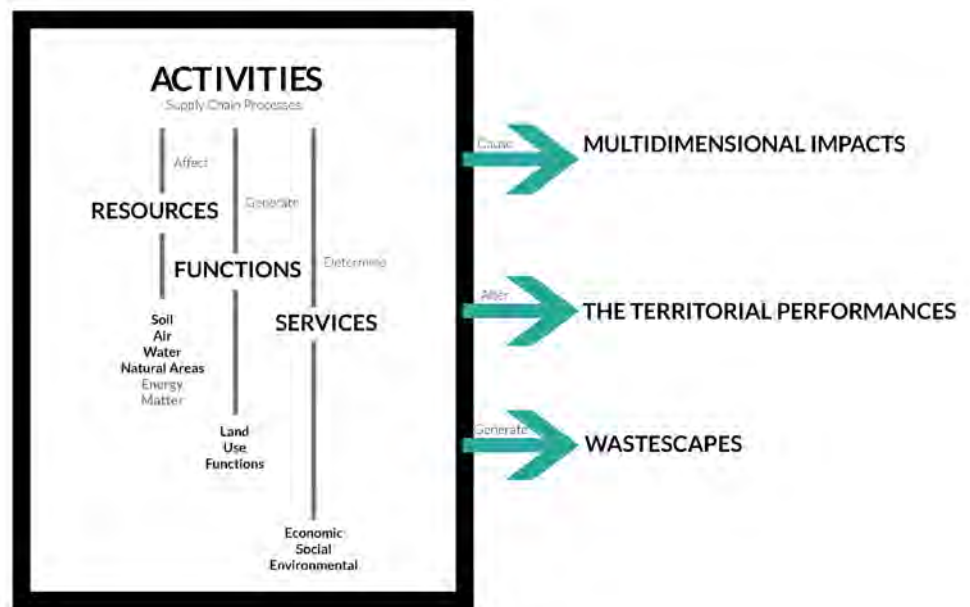 ACTIVITIES
Supply Chain Processes
Affect
RESOURCES
Generate
FUNCTIONS
Determine
SERVICES
Soil
Air
Water
Natural Areas
Energy
Matter
Land
Use
Functions
Economic
Social
Environmental
Cause
MULTIDIMENSIONAL IMPACTS
Alter
THE TERRITORIAL PERFORMANCES
Generate
WASTESCAPES